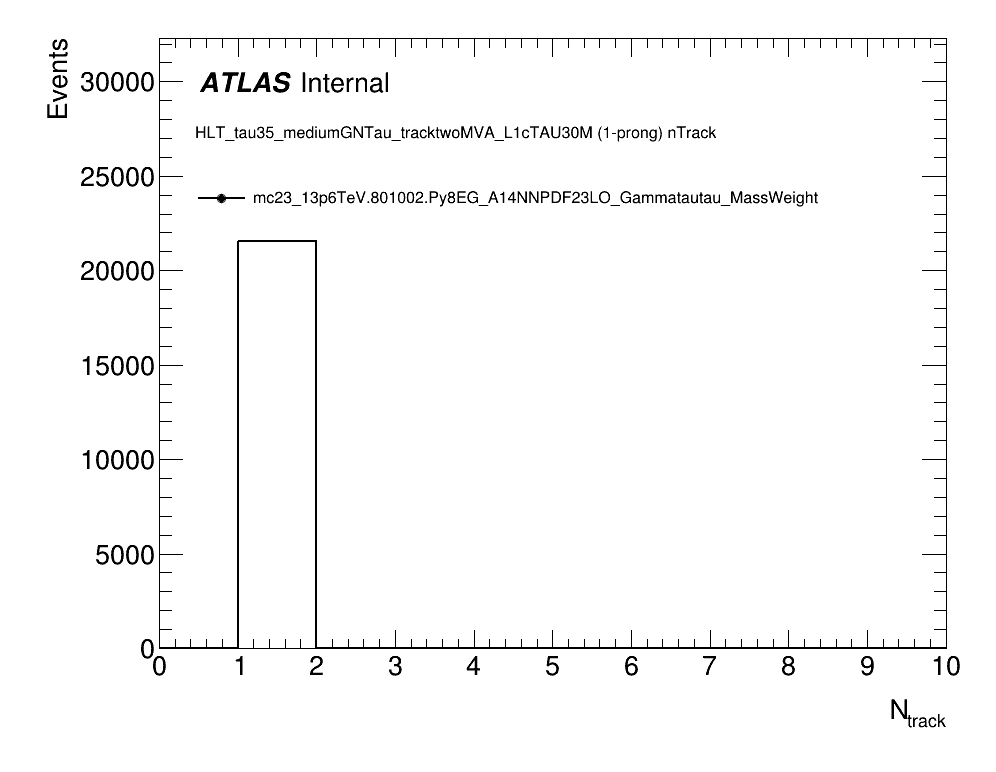 Events
30000
25000
20000
15000
10000
5000
0
ATLAS Internal
HLT_tau35_mediumGNTau_tracktwoMVA_L1cTAU30M (1-prong) nTrack
mc23_13p6TeV.801002.Py8EG_A14NNPDF23LO_Gammatautau_MassWeight
0 1 2 3 4 5 6 7 8 9 10
N_track